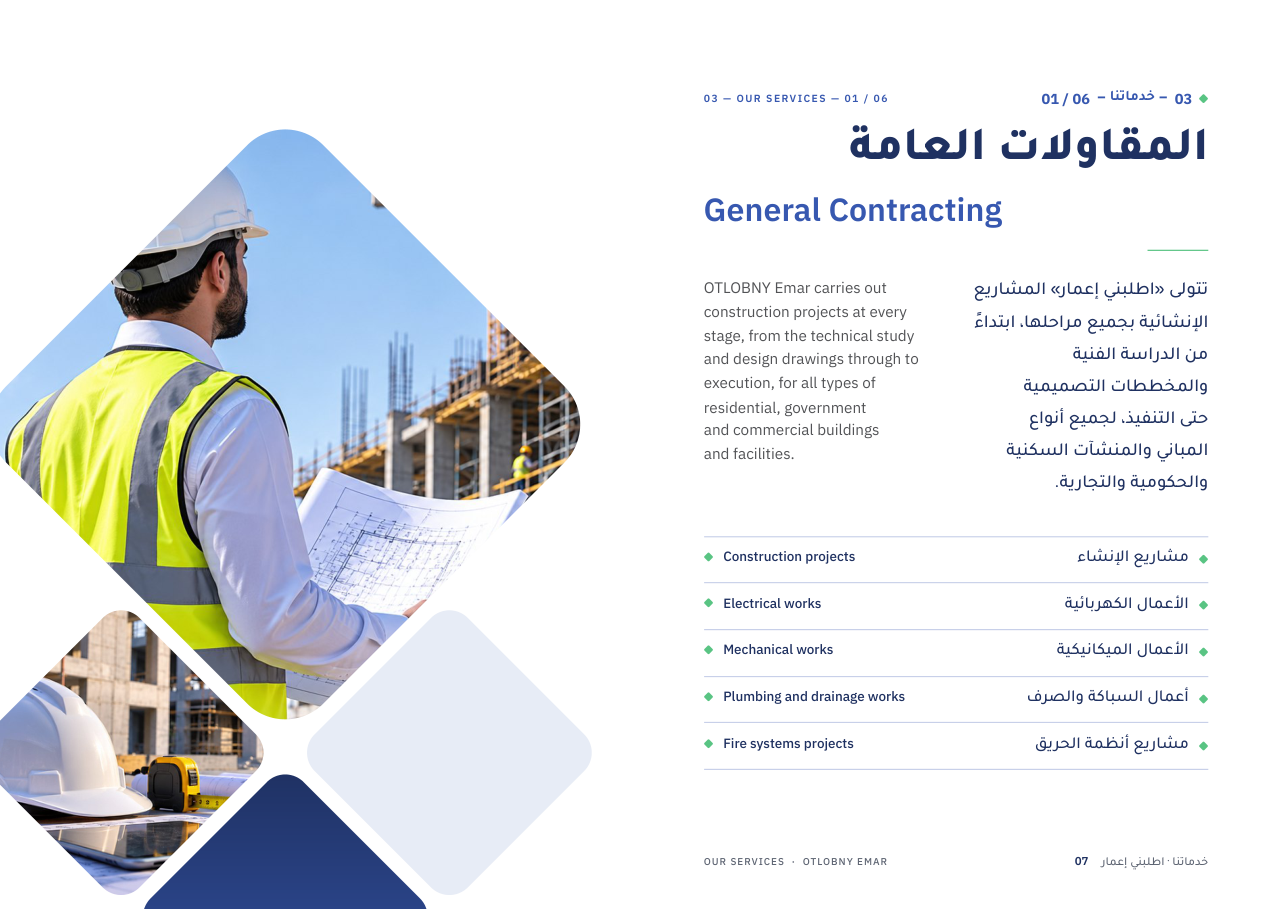 03 — OUR SERVICES — 01 / 06
03 – خدماتنا – 01 / 06
المقاولات العامة
General Contracting
OTLOBNY Emar carries out
construction projects at every
stage, from the technical study
and design drawings through to
execution, for all types of
residential, government
and commercial buildings
and facilities.
تتولى «اطلبني إعمار» المشاريع
الإنشائية بجميع مراحلها، ابتداءً
من الدراسة الفنية
والمخططات التصميمية
حتى التنفيذ، لجميع أنواع
المباني والمنشآت السكنية
والحكومية والتجارية.
Construction projects
مشاريع الإنشاء
Electrical works
الأعمال الكهربائية
Mechanical works
الأعمال الميكانيكية
Plumbing and drainage works
أعمال السباكة والصرف
Fire systems projects
مشاريع أنظمة الحريق
OUR SERVICES · OTLOBNY EMAR
خدماتنا · اطلبني إعمار 07